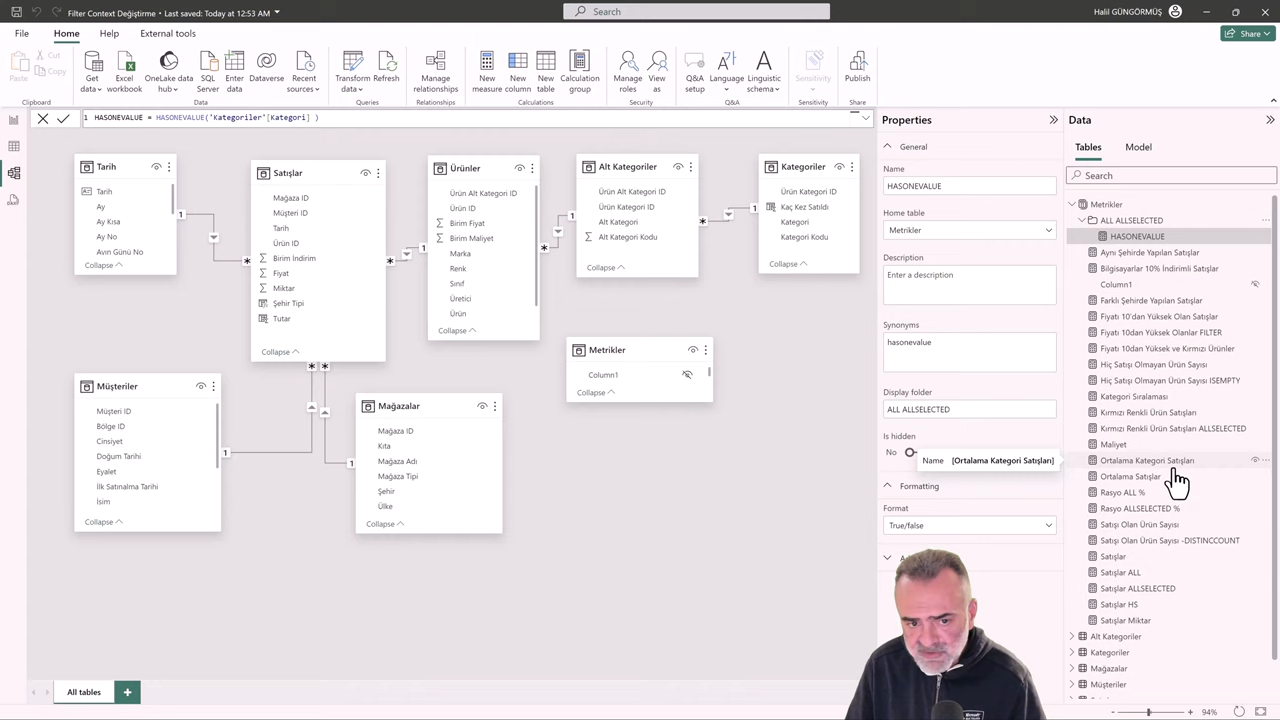 Filter Context Değiştirme • Last saved: Today at 12:53 AM
Search
Halil GÜNGÖRMÜŞ
File
Home
Help
External tools
Share
Paste
Cut
Copy
Get data
Excel workbook
OneLake data hub
SQL Server
Enter data
Dataverse
Recent sources
Transform data
Refresh
Manage relationships
New measure
New column
New table
Calculation group
Manage roles
View as
Q&A setup
Language
Linguistic schema
Sensitivity
Publish
Clipboard
Data
Queries
Relationships
Calculations
Security
Q&A
Sensitivity
Share
1 HASONEVALUE = HASONEVALUE('Kategoriler'[Kategori] )
Tarih
Tarih
Ay
Ay Kısa
Ay No
Ayın Günü No
Collapse
Satışlar
Mağaza ID
Müşteri ID
Tarih
Ürün ID
Birim İndirim
Fiyat
Miktar
Şehir Tipi
Tutar
Collapse
Ürünler
Ürün Alt Kategori ID
Ürün ID
Birim Fiyat
Birim Maliyet
Marka
Renk
Sınıf
Üretici
Ürün
Collapse
Alt Kategoriler
Ürün Alt Kategori ID
Ürün Kategori ID
Alt Kategori
Alt Kategori Kodu
Collapse
Kategoriler
Ürün Kategori ID
Kaç Kez Satıldı
Kategori
Kategori Kodu
Collapse
1
*
*
1
*
1
*
1
Metrikler
Column1
Collapse
Müşteriler
Müşteri ID
Bölge ID
Cinsiyet
Doğum Tarihi
Eyalet
İlk Satınalma Tarihi
İsim
Collapse
* *
1
1
Mağazalar
Mağaza ID
Kıta
Mağaza Adı
Mağaza Tipi
Şehir
Ülke
Collapse
All tables
Properties
General
Name
HASONEVALUE
Home table
Metrikler
Description
Enter a description
Synonyms
hasonevalue
Display folder
ALL ALLSELECTED
Is hidden
No
Name [Ortalama Kategori Satışları]
Formatting
Format
True/false
Data
Tables
Model
Search
Metrikler
ALL ALLSELECTED
HASONEVALUE
Aynı Şehirde Yapılan Satışlar
Bilgisayarlar 10% İndirimli Satışlar
Column1
Farklı Şehirde Yapılan Satışlar
Fiyatı 10'dan Yüksek Olan Satışlar
Fiyatı 10dan Yüksek Olanlar FILTER
Fiyatı 10dan Yüksek ve Kırmızı Ürünler
Hiç Satışı Olmayan Ürün Sayısı
Hiç Satışı Olmayan Ürün Sayısı ISEMPTY
Kategori Sıralaması
Kırmızı Renkli Ürün Satışları
Kırmızı Renkli Ürün Satışları ALLSELECTED
Maliyet
Ortalama Kategori Satışları
Ortalama Satışlar
Rasyo ALL %
Rasyo ALLSELECTED %
Satışı Olan Ürün Sayısı
Satışı Olan Ürün Sayısı -DISTINCCOUNT
Satışlar
Satışlar ALL
Satışlar ALLSELECTED
Satışlar HS
Satışlar Miktar
Alt Kategoriler
Kategoriler
Mağazalar
Müşteriler
94%